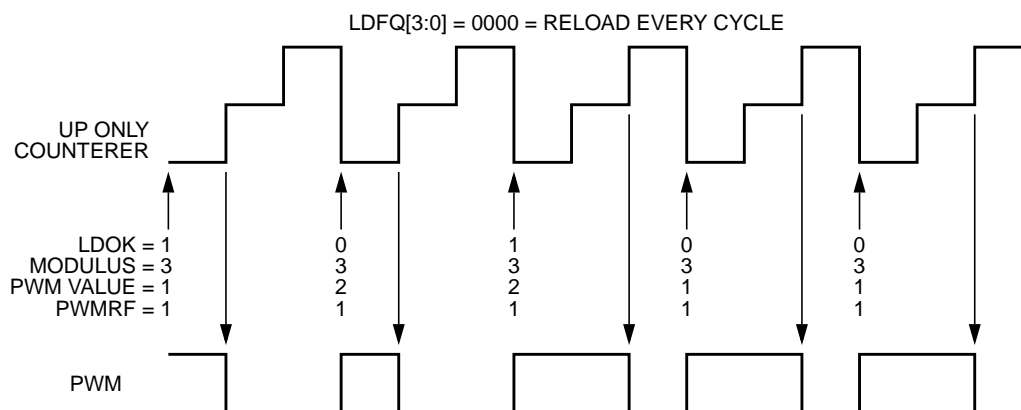 LDFQ[3:0] = 0000 = RELOAD EVERY CYCLE
UP ONLY
COUNTERER
LDOK = 1 0 1 0 0
MODULUS = 3 3 3 3 3
PWM VALUE = 1 2 2 1 1
PWMRF = 1 1 1 1 1
PWM